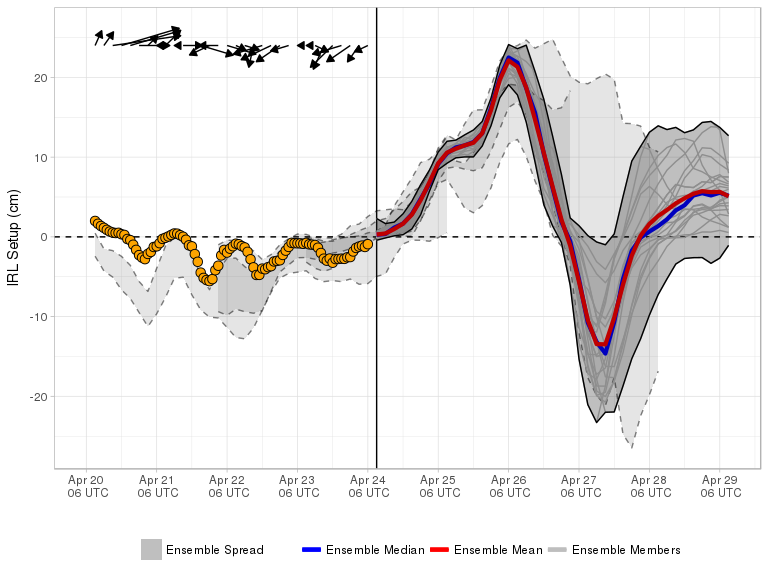 IRL Setup (cm)
20
10
0
-10
-20
Apr 20 Apr 21 Apr 22 Apr 23 Apr 24 Apr 25 Apr 26 Apr 27 Apr 28 Apr 29
06 UTC 06 UTC 06 UTC 06 UTC 06 UTC 06 UTC 06 UTC 06 UTC 06 UTC 06 UTC
Ensemble Spread Ensemble Median Ensemble Mean Ensemble Members